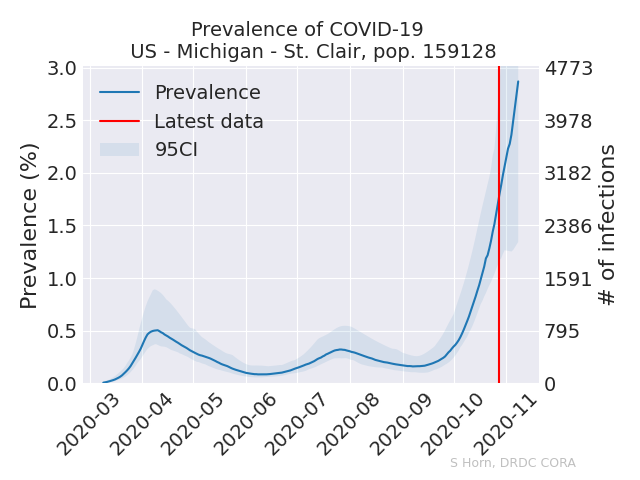 Prevalence of COVID-19
US - Michigan - St. Clair, pop. 159128
Prevalence (%)
3.0
2.5
2.0
1.5
1.0
0.5
0.0
Prevalence
Latest data
95CI
4773
3978
3182
2386
1591
795
0
# of infections
2020-03
2020-04
2020-05
2020-06
2020-07
2020-08
2020-09
2020-10
2020-11
S Horn, DRDC CORA